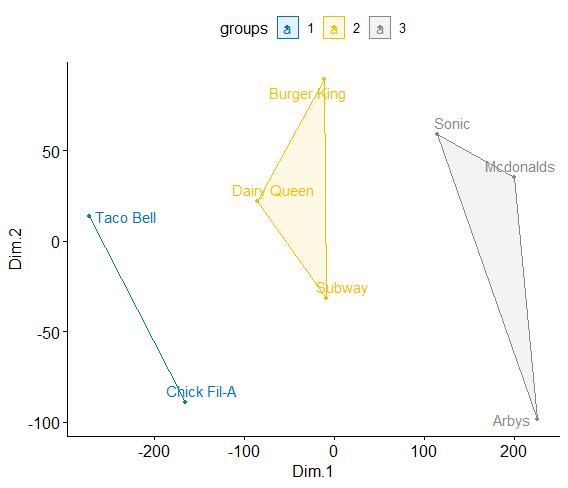 groups a 1 a 2 a 3
Burger King
Sonic
Mcdonalds
Dairy Queen
Taco Bell
Subway
Chick Fil-A
Arbys
50
0
-50
-100
Dim.2
-200 -100 0 100 200
Dim.1